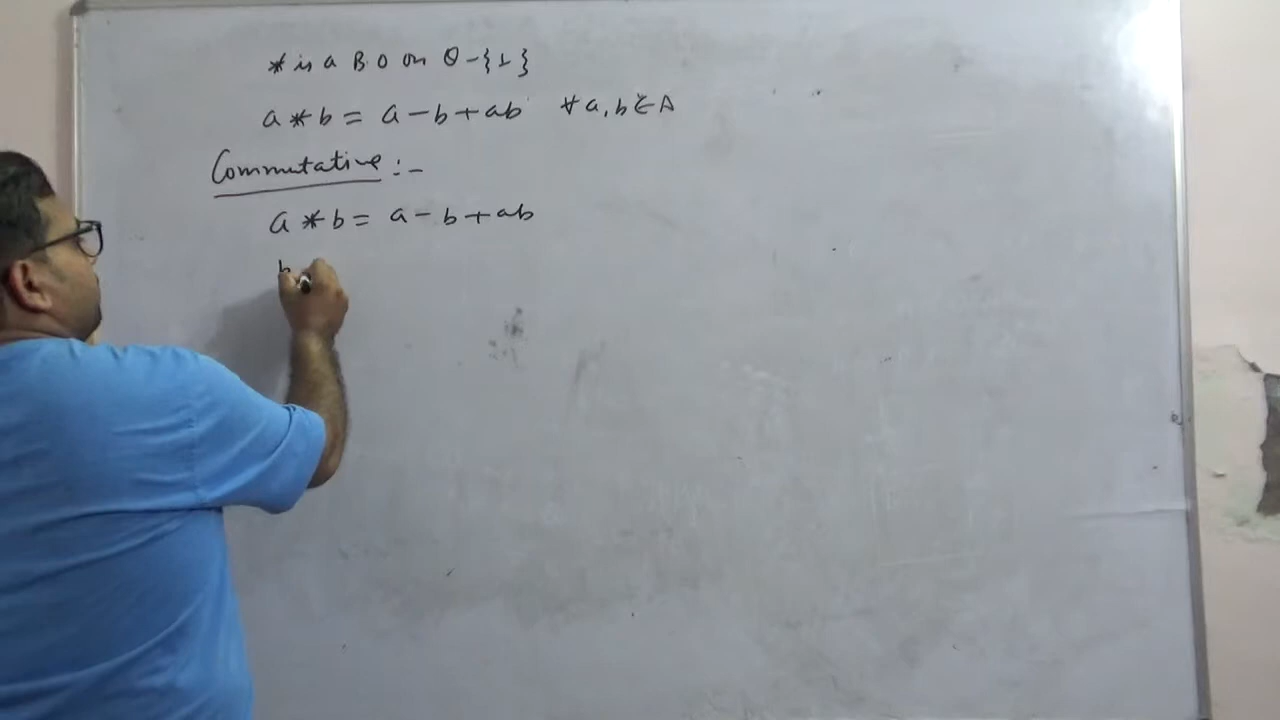 * is a B O on Q - {1}
a * b = a - b + ab ∀ a, b ∈ A
Commutative : -
a * b = a - b + ab
b